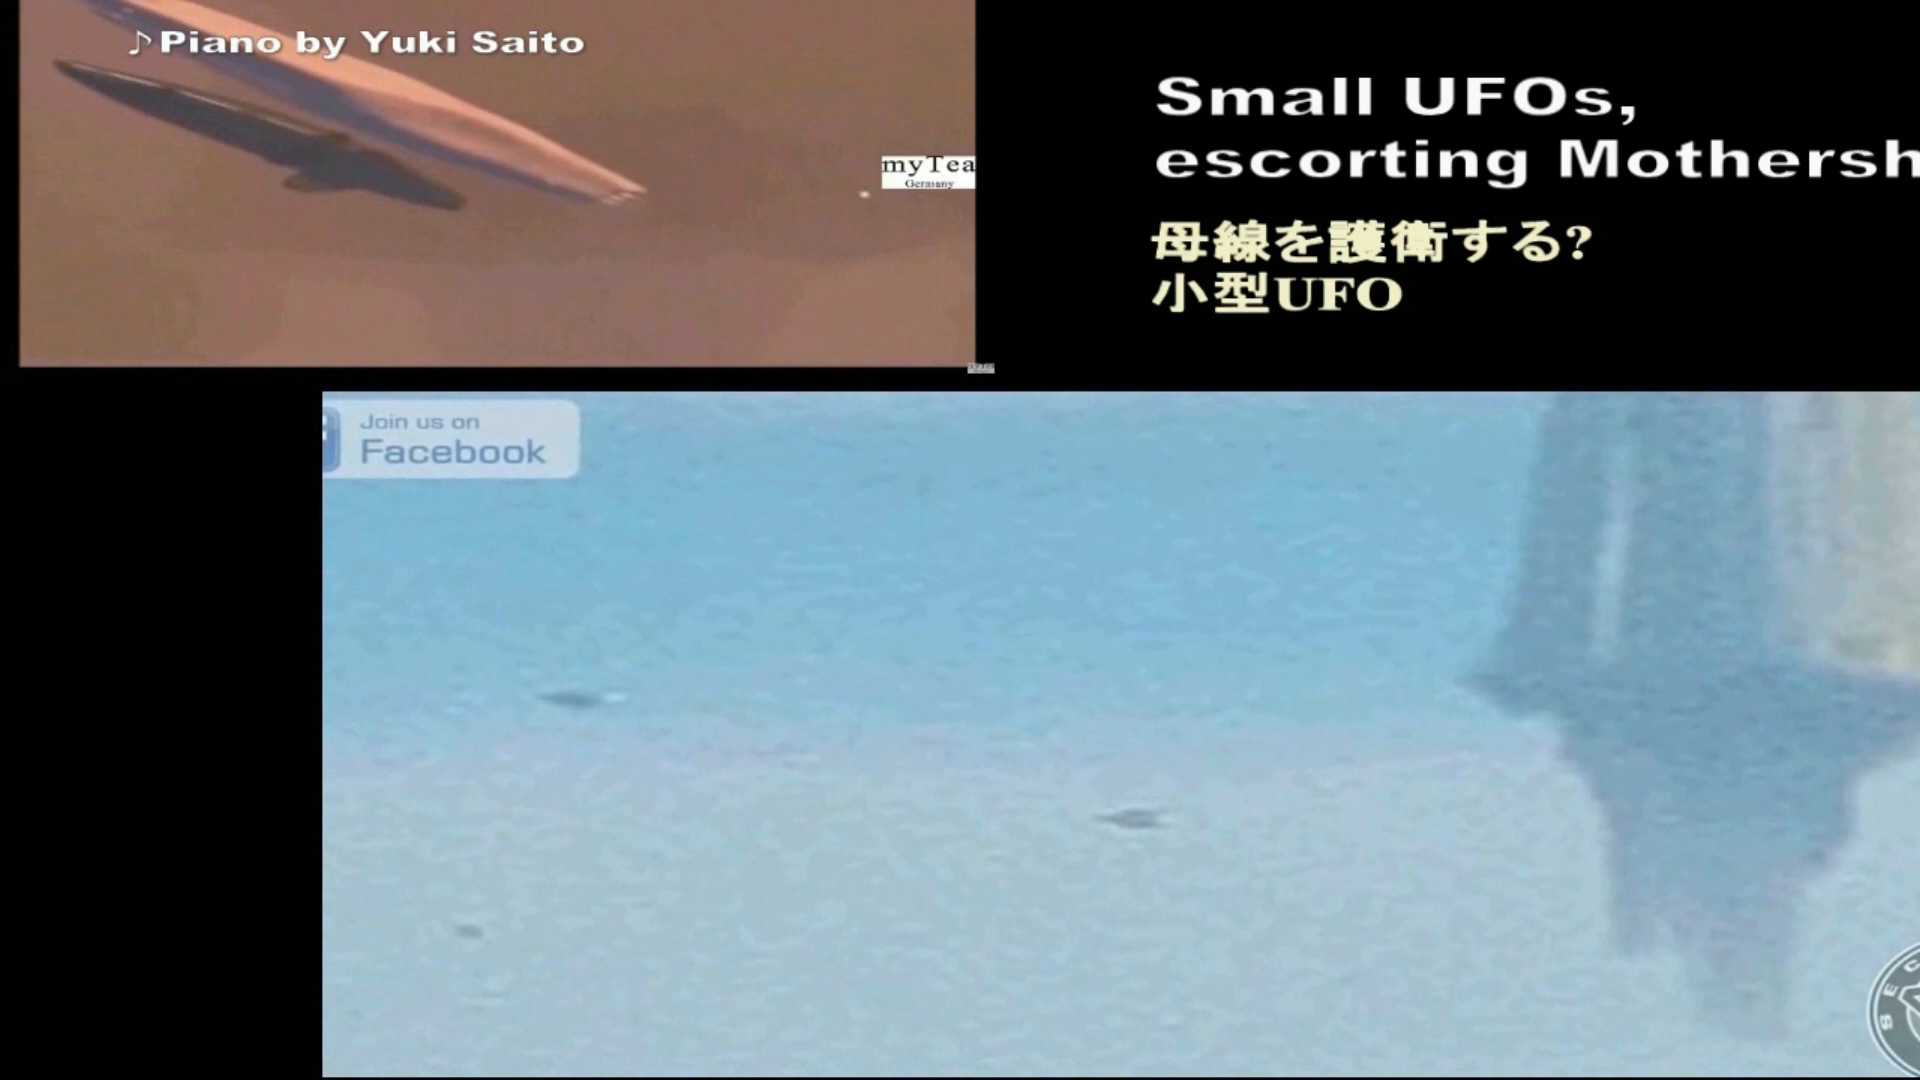 ♪Piano by Yuki Saito
myTea
Germany
Small UFOs,
escorting Mothersh
母線を護衛する?
小型UFO
Join us on
Facebook
S E C